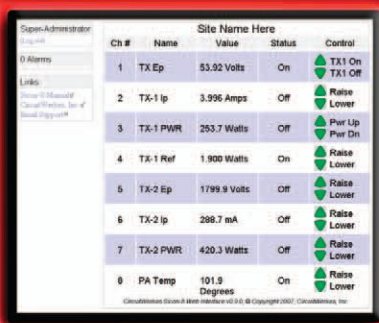 Super-Administrator
Log out
0 Alarms
Links
Site Name Here
Ch # Name Value Status Control
1 TX Ep 53.92 Volts On TX1 On
TX1 Off
2 TX-1 Ip 3.996 Amps Off Raise
Lower
3 TX-1 PWR 253.7 Watts Off Pwr Up
Pwr Dn
4 TX-1 Ref 1.900 Watts On Raise
Lower
5 TX-2 Ep 1799.9 Volts Off Raise
Lower
6 TX-2 Ip 288.7 mA Off Raise
Lower
7 TX-2 PWR 420.3 Watts Off Raise
Lower
8 PA Temp 101.9
Degrees On Raise
Lower
Web Interface Copyright 2007,